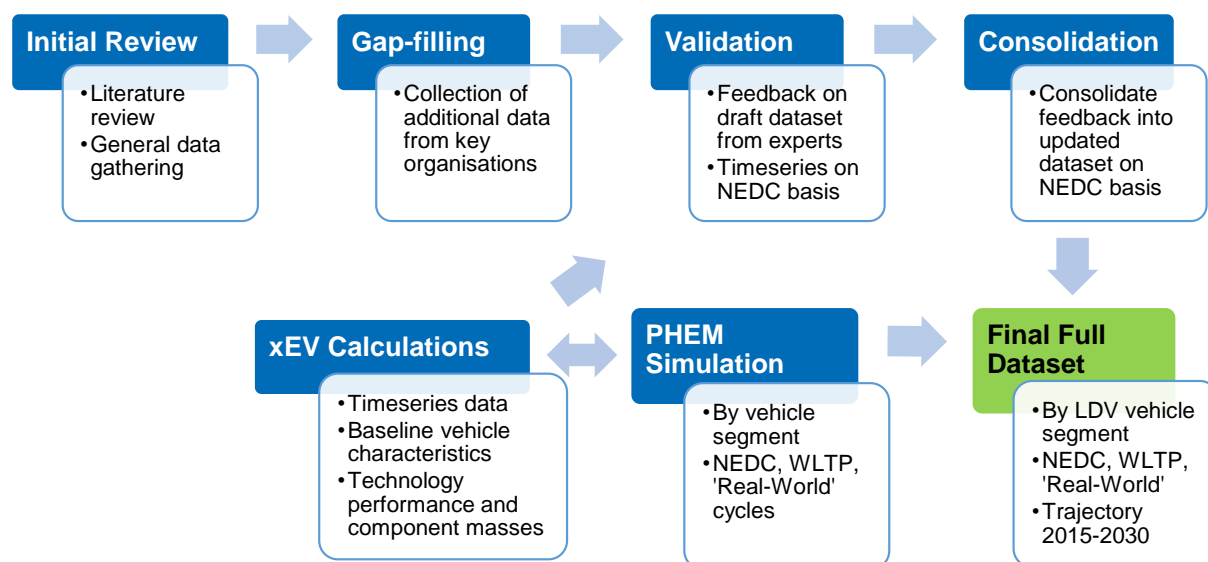 Initial Review
•Literature
review
•General data
gathering
Gap-filling
•Collection of
additional data
from key
organisations
Validation
•Feedback on
draft dataset
from experts
•Timeseries on
NEDC basis
Consolidation
•Consolidate
feedback into
updated
dataset on
NEDC basis
xEV Calculations
•Timeseries data
•Baseline vehicle
characteristics
•Technology
performance and
component masses
PHEM
Simulation
•By vehicle
segment
•NEDC, WLTP,
'Real-World'
cycles
Final Full
Dataset
•By LDV vehicle
segment
•NEDC, WLTP,
'Real-World'
•Trajectory
2015-2030